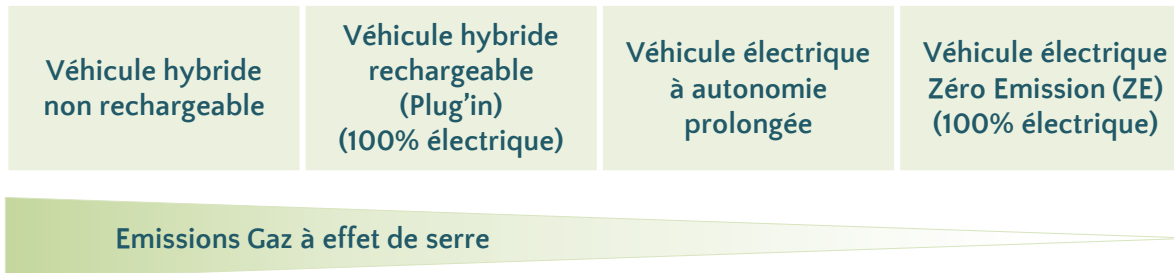 Véhicule hybride
non rechargeable
Véhicule hybride
rechargeable
(Plug’in)
(100% électrique)
Véhicule électrique
à autonomie
prolongée
Véhicule électrique
Zéro Emission (ZE)
(100% électrique)
Emissions Gaz à effet de serre